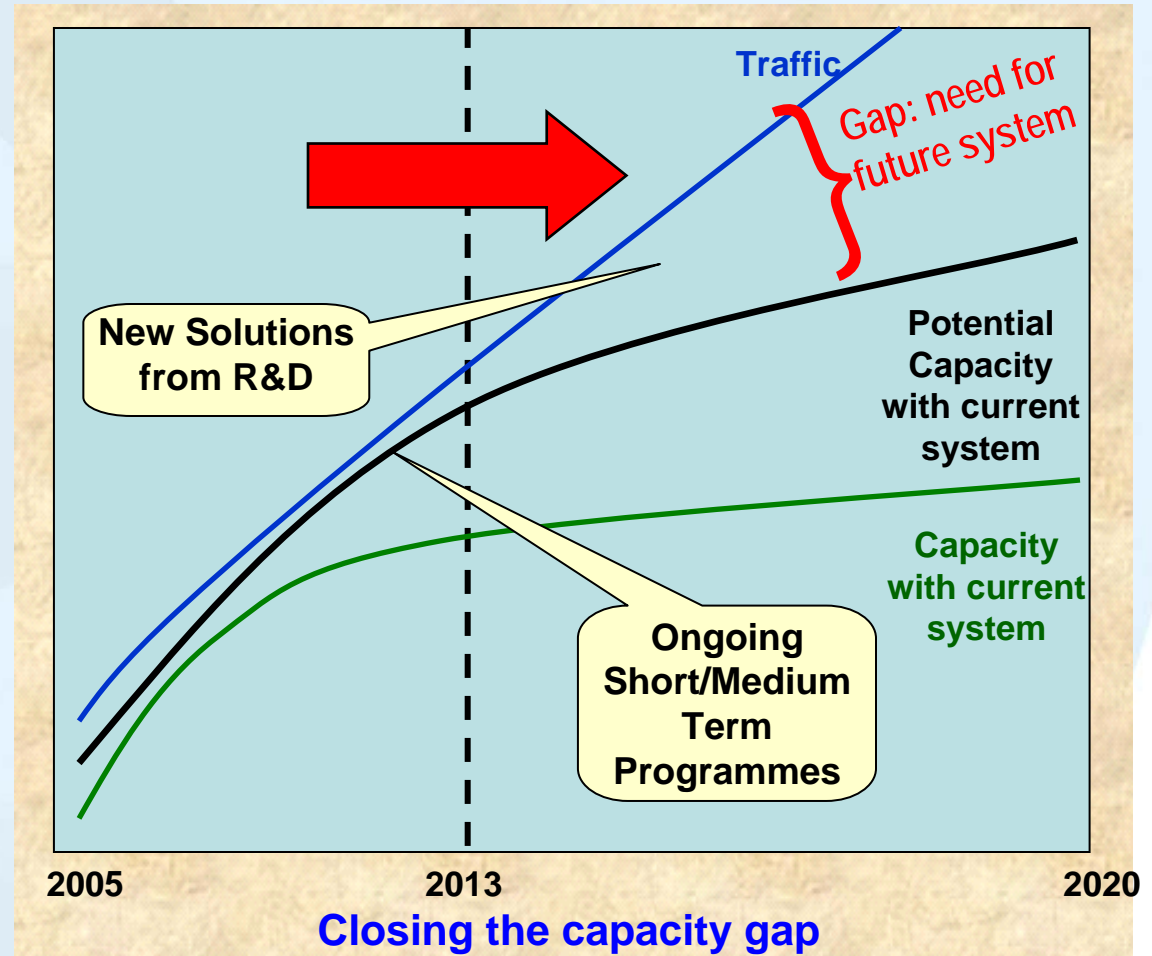 Traffic
Gap: need for
future system
New Solutions
from R&D
Potential
Capacity
with current
system
Capacity
with current
system
Ongoing
Short/Medium
Term
Programmes
2005
2013
2020
Closing the capacity gap